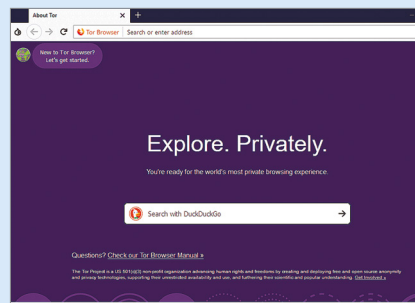 About Tor
Tor Browser Search or enter address
New to Tor Browser?
Let's get started.
Explore. Privately.
You're ready for the world's most private browsing experience.
Search with DuckDuckGo
Questions? Check our Tor Browser Manual »
The Tor Project is a US 501(c)(3) non-profit organization advancing human rights and freedoms by creating and deploying free and open source anonymity
and privacy technologies, supporting their unrestricted availability and use, and furthering their scientific and popular understanding. Get Involved »